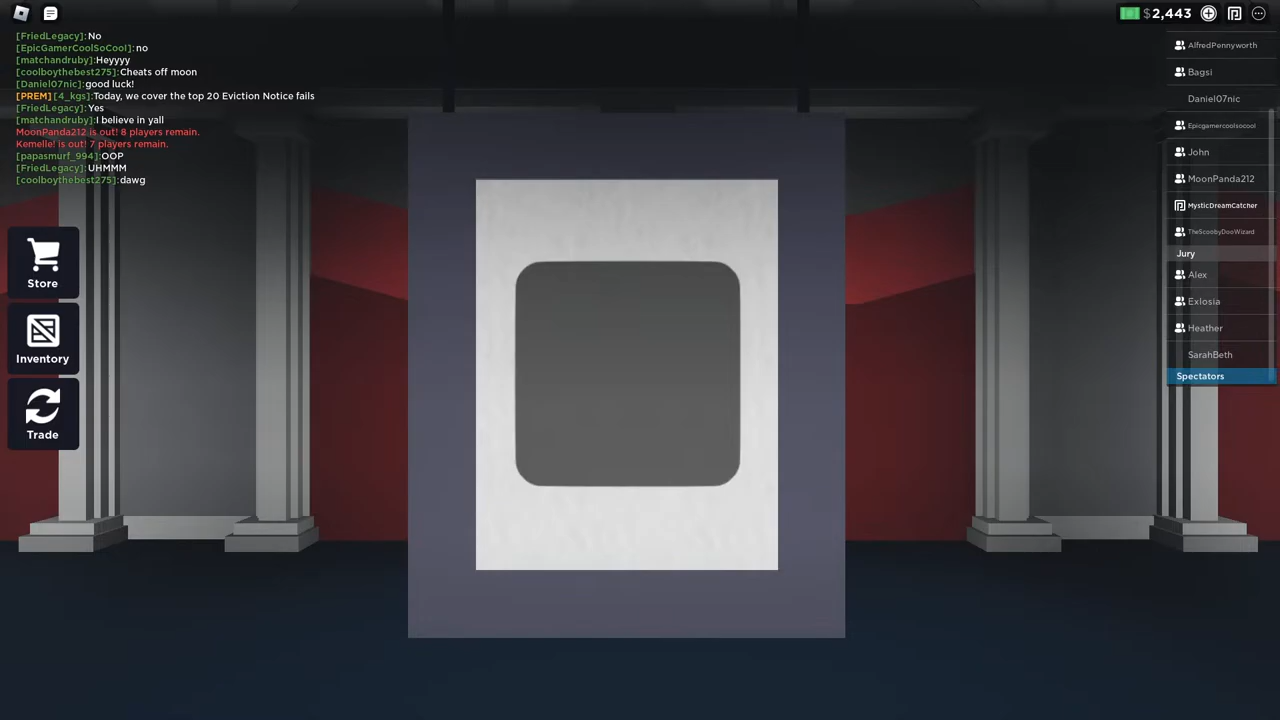 $2,443
[FriedLegacy]: No
[EpicGamerCoolSoCool]: no
[matchandruby]:Heyyyy
[coolboythebest275]:Cheats off moon
[Daniel07nic]:good luck!
[PREM][4_kgs]:Today, we cover the top 20 Eviction Notice fails
[FriedLegacy]: Yes
[matchandruby]:I believe in yall
MoonPanda212 is out! 8 players remain.
Kemelle! is out! 7 players remain.
[papasmurf_994]:OOP
[FriedLegacy]: UHMMM
[coolboythebest275]:dawg
Store
Inventory
Trade
AlfredPennyworth
Bagsi
Daniel07nic
Epicgamercoolsocool
John
MoonPanda212
MysticDreamCatcher
TheScoobyDooWizard
Jury
Alex
Exlosia
Heather
SarahBeth
Spectators